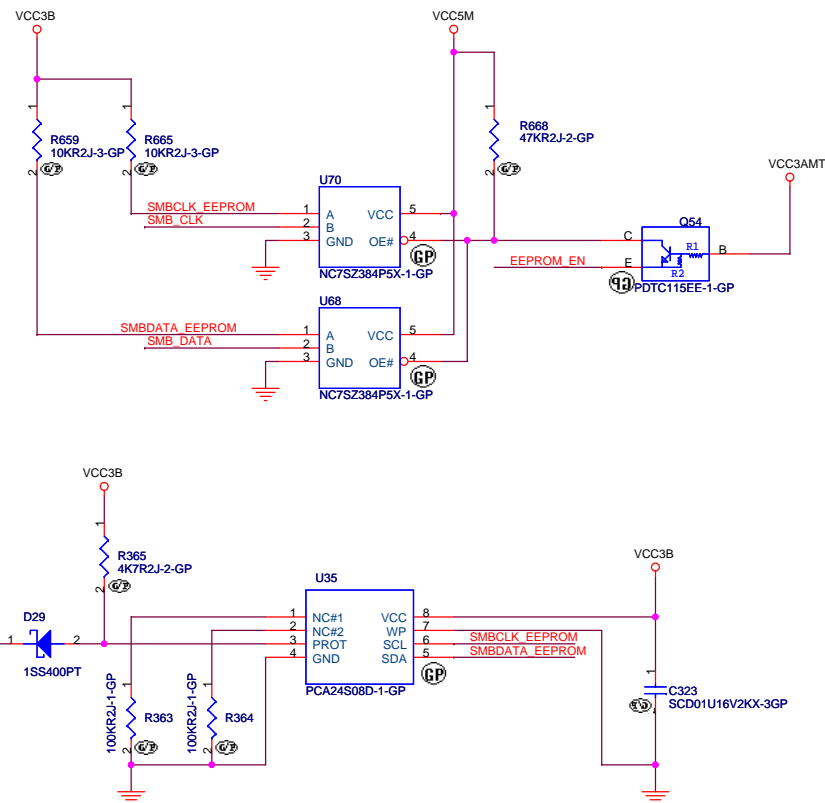 VCC3B
VCC5M
1
1
1
R659
10KR2J-3-GP
R665
10KR2J-3-GP
R668
47KR2J-2-GP
2
G/P
2
G/P
2
G/P
VCC3AMT
U70
SMBCLK_EEPROM
1
A
VCC
5
SMB_CLK
2
B
3
GND
OE#
4
GP
NC7SZ384P5X-1-GP
Q54
C
R1
B
EEPROM_EN
E
R2
GP
PDTC115EE-1-GP
U68
SMBDATA_EEPROM
1
A
VCC
5
SMB_DATA
2
B
3
GND
OE#
4
GP
NC7SZ384P5X-1-GP
VCC3B
1
R365
4K7R2J-2-GP
2
G/P
VCC3B
U35
D29
1
2
1SS400PT
1
NC#1
VCC
8
2
NC#2
WP
7
3
PROT
SCL
6
SMBCLK_EEPROM
4
GND
SDA
5
SMBDATA_EEPROM
GP
PCA24S08D-1-GP
1
1
1
100KR2J-1-GP
R363
100KR2J-1-GP
R364
C323
SCD01U16V2KX-3GP
G/P
2
2
G/P
2
G/P